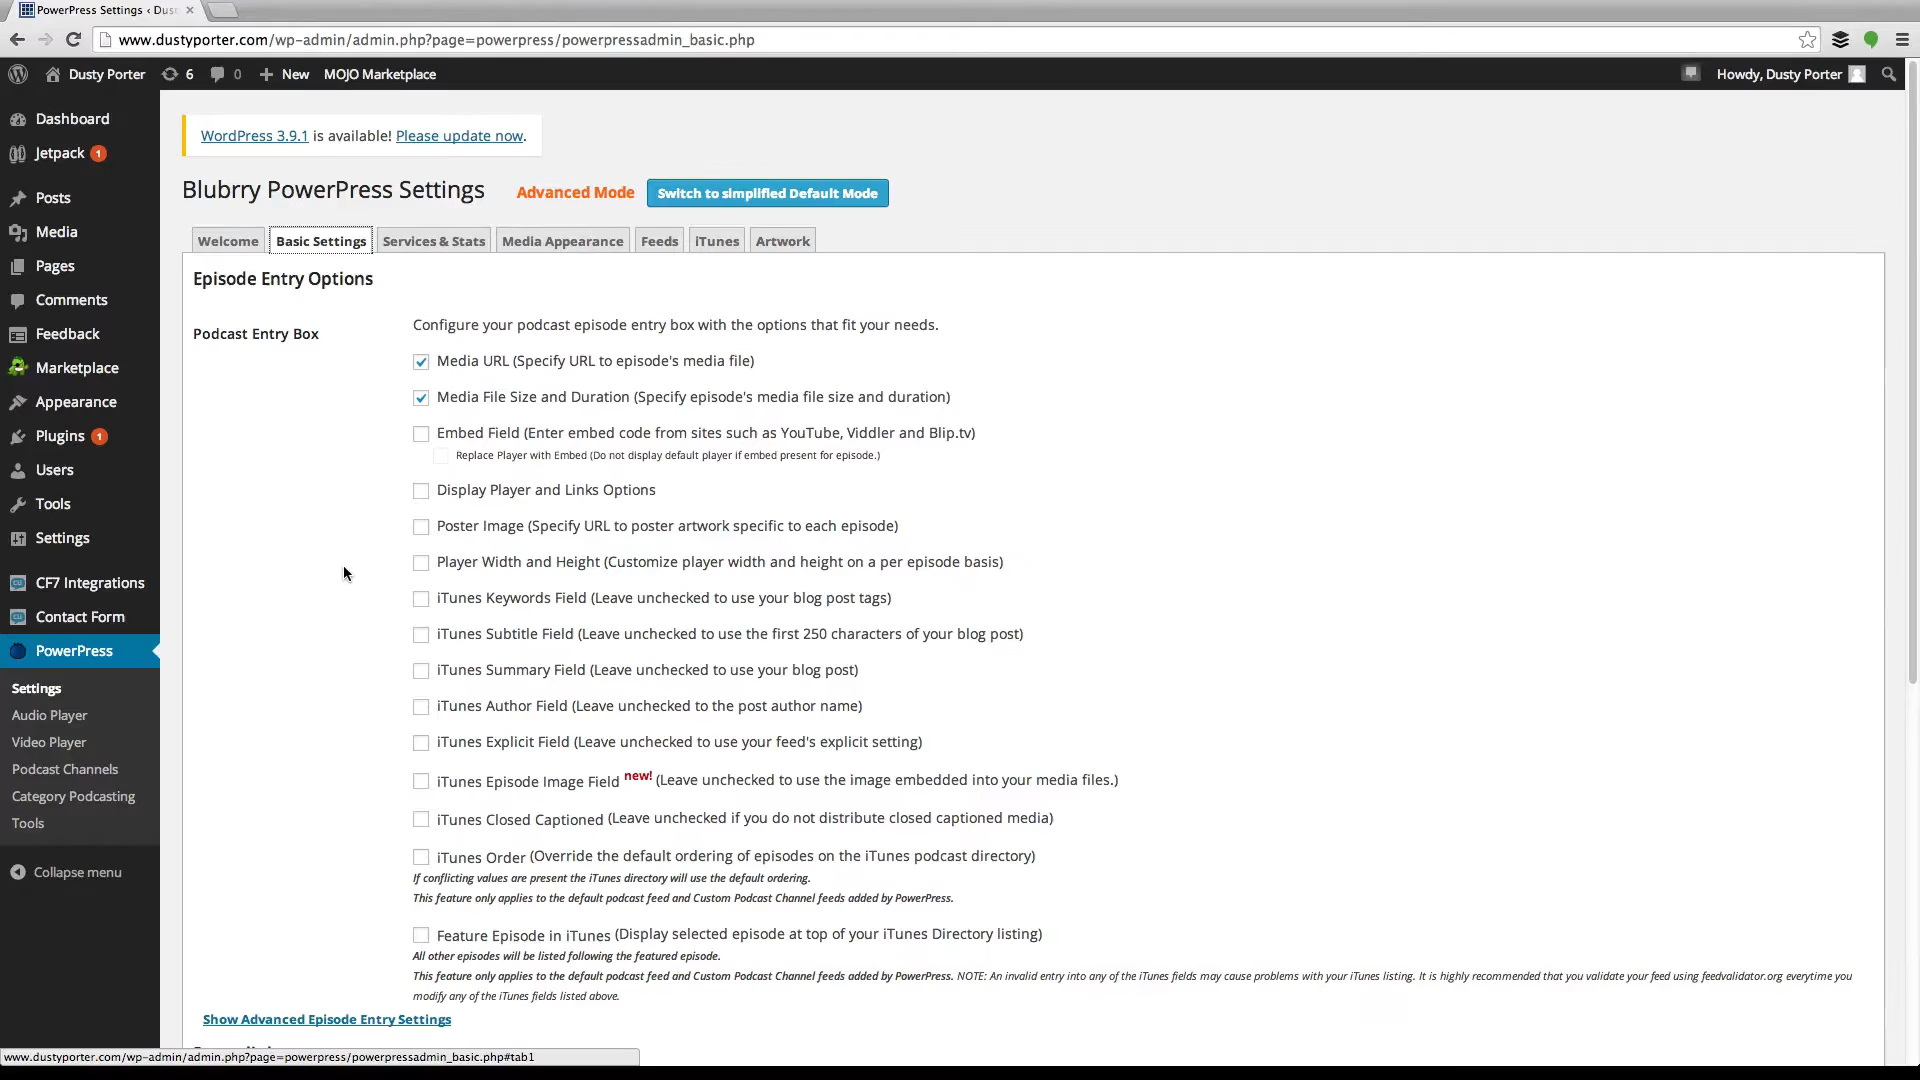 PowerPress Settings ‹ Dust
www.dustyporter.com/wp-admin/admin.php?page=powerpress/powerpressadmin_basic.php
Dusty Porter 6 0 New MOJO Marketplace Howdy, Dusty Porter
Dashboard
Jetpack 1
Posts
Media
Pages
Comments
Feedback
Marketplace
Appearance
Plugins 1
Users
Tools
Settings
CF7 Integrations
Contact Form
PowerPress
Settings
Audio Player
Video Player
Podcast Channels
Category Podcasting
Tools
Collapse menu
WordPress 3.9.1 is available! Please update now.
Blubrry PowerPress Settings Advanced Mode Switch to simplified Default Mode
Welcome Basic Settings Services & Stats Media Appearance Feeds iTunes Artwork
Episode Entry Options
Podcast Entry Box
Configure your podcast episode entry box with the options that fit your needs.
Media URL (Specify URL to episode's media file)
Media File Size and Duration (Specify episode's media file size and duration)
Embed Field (Enter embed code from sites such as YouTube, Viddler and Blip.tv)
Replace Player with Embed (Do not display default player if embed present for episode.)
Display Player and Links Options
Poster Image (Specify URL to poster artwork specific to each episode)
Player Width and Height (Customize player width and height on a per episode basis)
iTunes Keywords Field (Leave unchecked to use your blog post tags)
iTunes Subtitle Field (Leave unchecked to use the first 250 characters of your blog post)
iTunes Summary Field (Leave unchecked to use your blog post)
iTunes Author Field (Leave unchecked to the post author name)
iTunes Explicit Field (Leave unchecked to use your feed's explicit setting)
iTunes Episode Image Field new! (Leave unchecked to use the image embedded into your media files.)
iTunes Closed Captioned (Leave unchecked if you do not distribute closed captioned media)
iTunes Order (Override the default ordering of episodes on the iTunes podcast directory)
If conflicting values are present the iTunes directory will use the default ordering.
This feature only applies to the default podcast feed and Custom Podcast Channel feeds added by PowerPress.
Feature Episode in iTunes (Display selected episode at top of your iTunes Directory listing)
All other episodes will be listed following the featured episode.
This feature only applies to the default podcast feed and Custom Podcast Channel feeds added by PowerPress. NOTE: An invalid entry into any of the iTunes fields may cause problems with your iTunes listing. It is highly recommended that you validate your feed using feedvalidator.org everytime you
modify any of the iTunes fields listed above.
Show Advanced Episode Entry Settings
www.dustyporter.com/wp-admin/admin.php?page=powerpress/powerpressadmin_basic.php#tab1